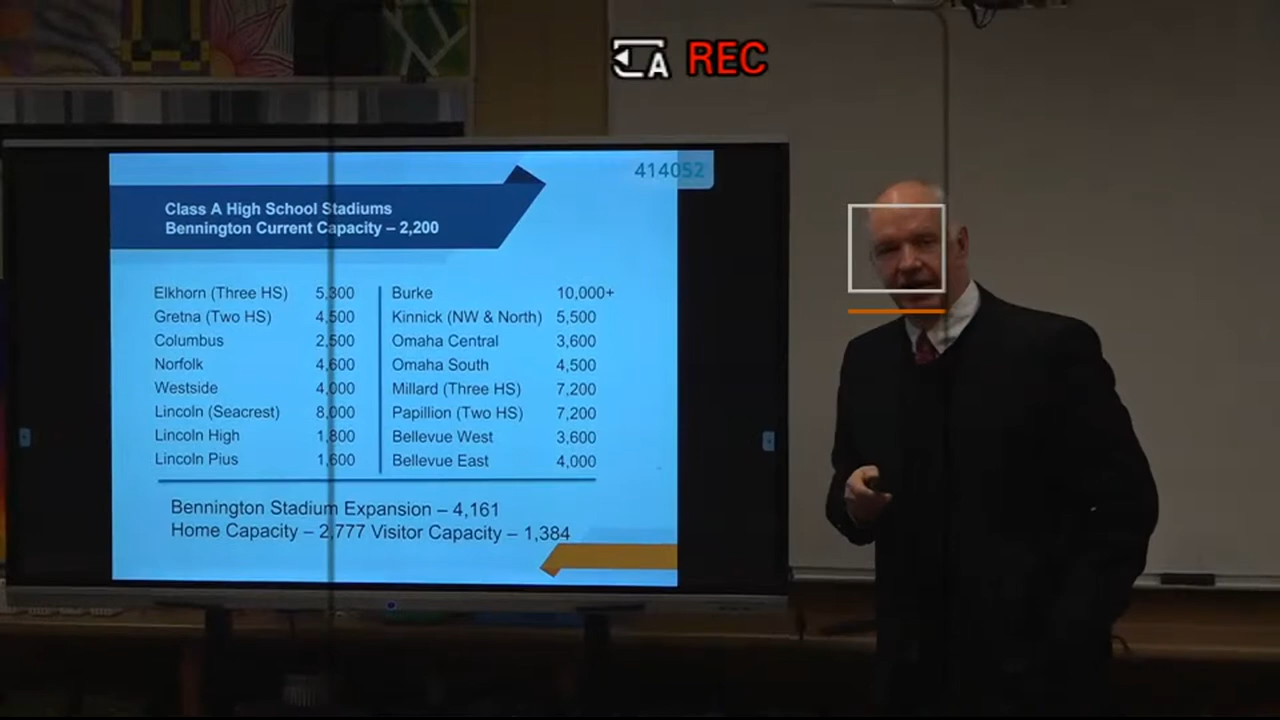 A REC
414052
Class A High School Stadiums
Bennington Current Capacity – 2,200
Elkhorn (Three HS) 5,300
Gretna (Two HS) 4,500
Columbus 2,500
Norfolk 4,600
Westside 4,000
Lincoln (Seacrest) 8,000
Lincoln High 1,800
Lincoln Pius 1,600
Burke 10,000+
Kinnick (NW & North) 5,500
Omaha Central 3,600
Omaha South 4,500
Millard (Three HS) 7,200
Papillion (Two HS) 7,200
Bellevue West 3,600
Bellevue East 4,000
Bennington Stadium Expansion – 4,161
Home Capacity – 2,777 Visitor Capacity – 1,384